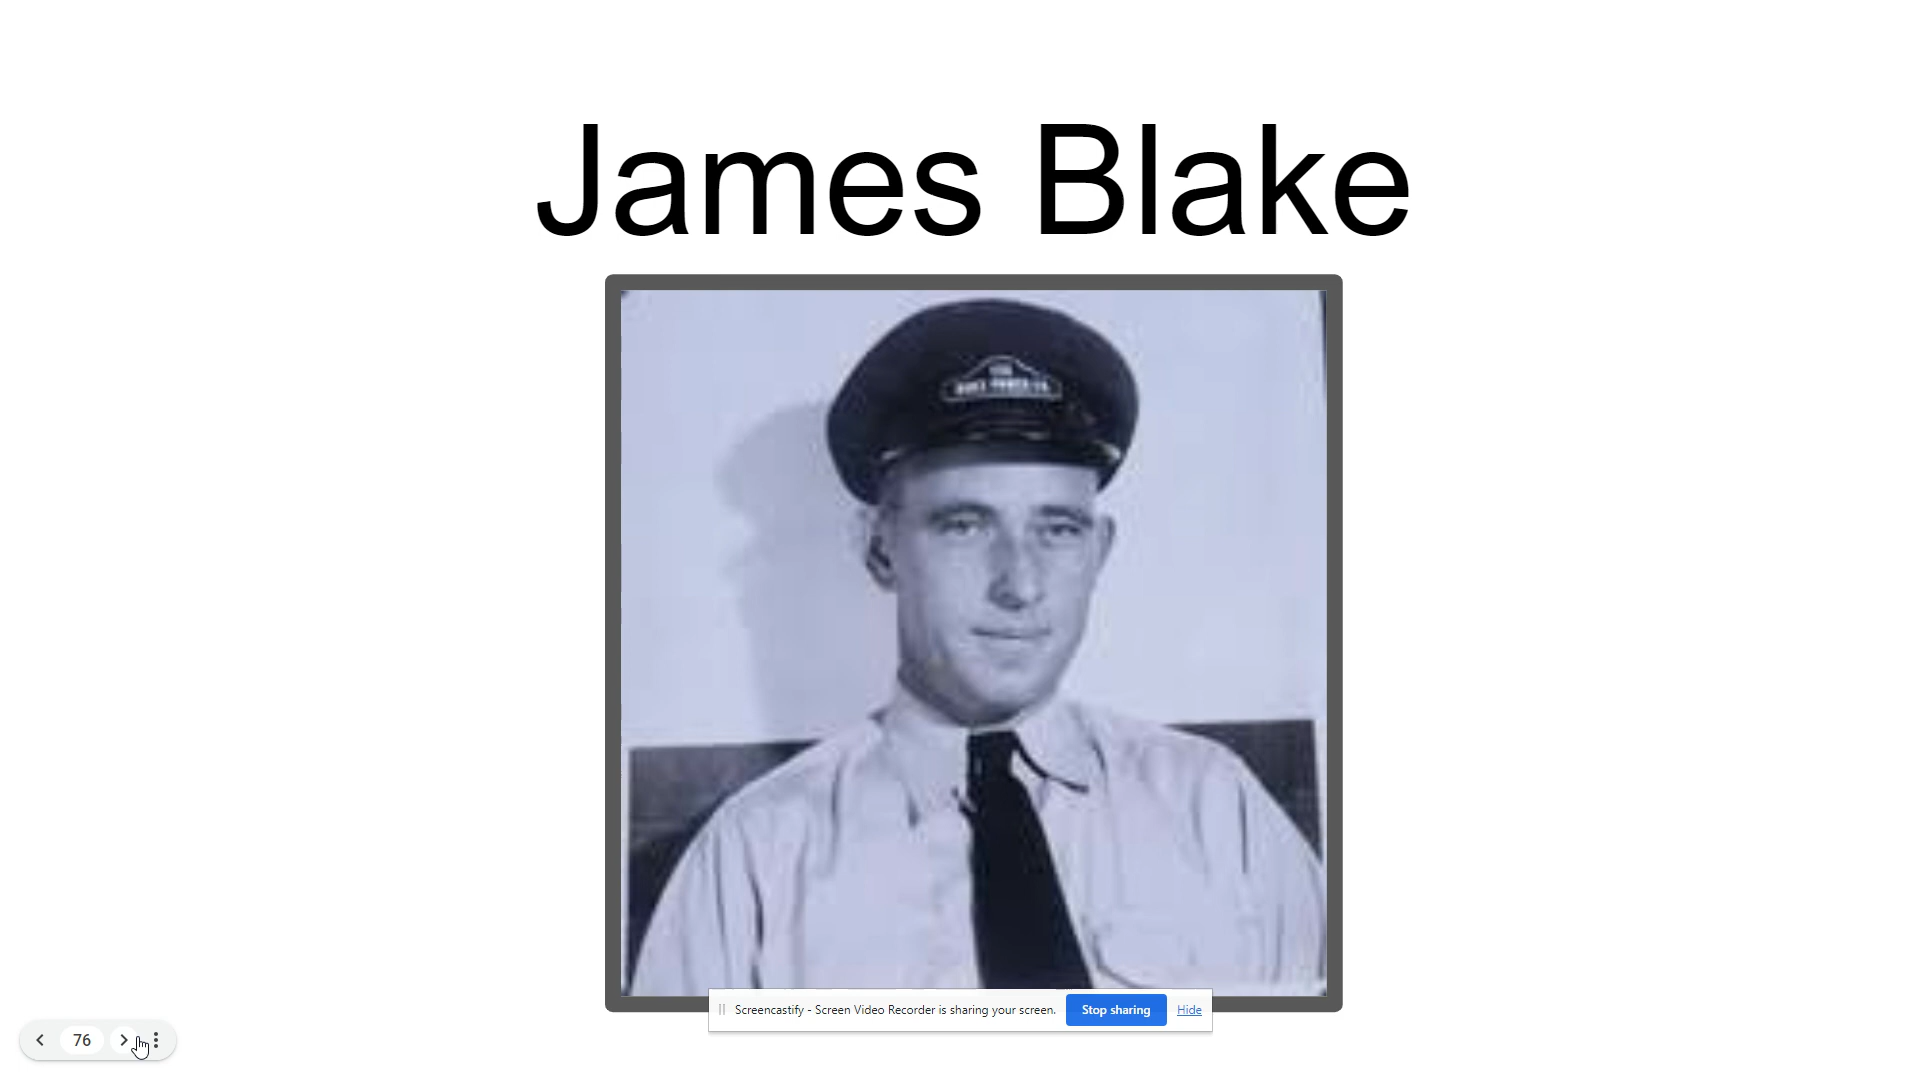 James Blake
Screencastify - Screen Video Recorder is sharing your screen. Stop sharing Hide
76